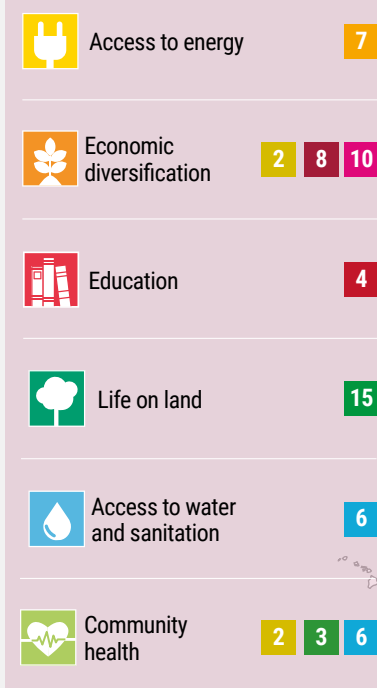 Access to energy 7
Economic
diversification 2 8 10
Education 4
Life on land 15
Access to water
and sanitation 6
Community
health 2 3 6